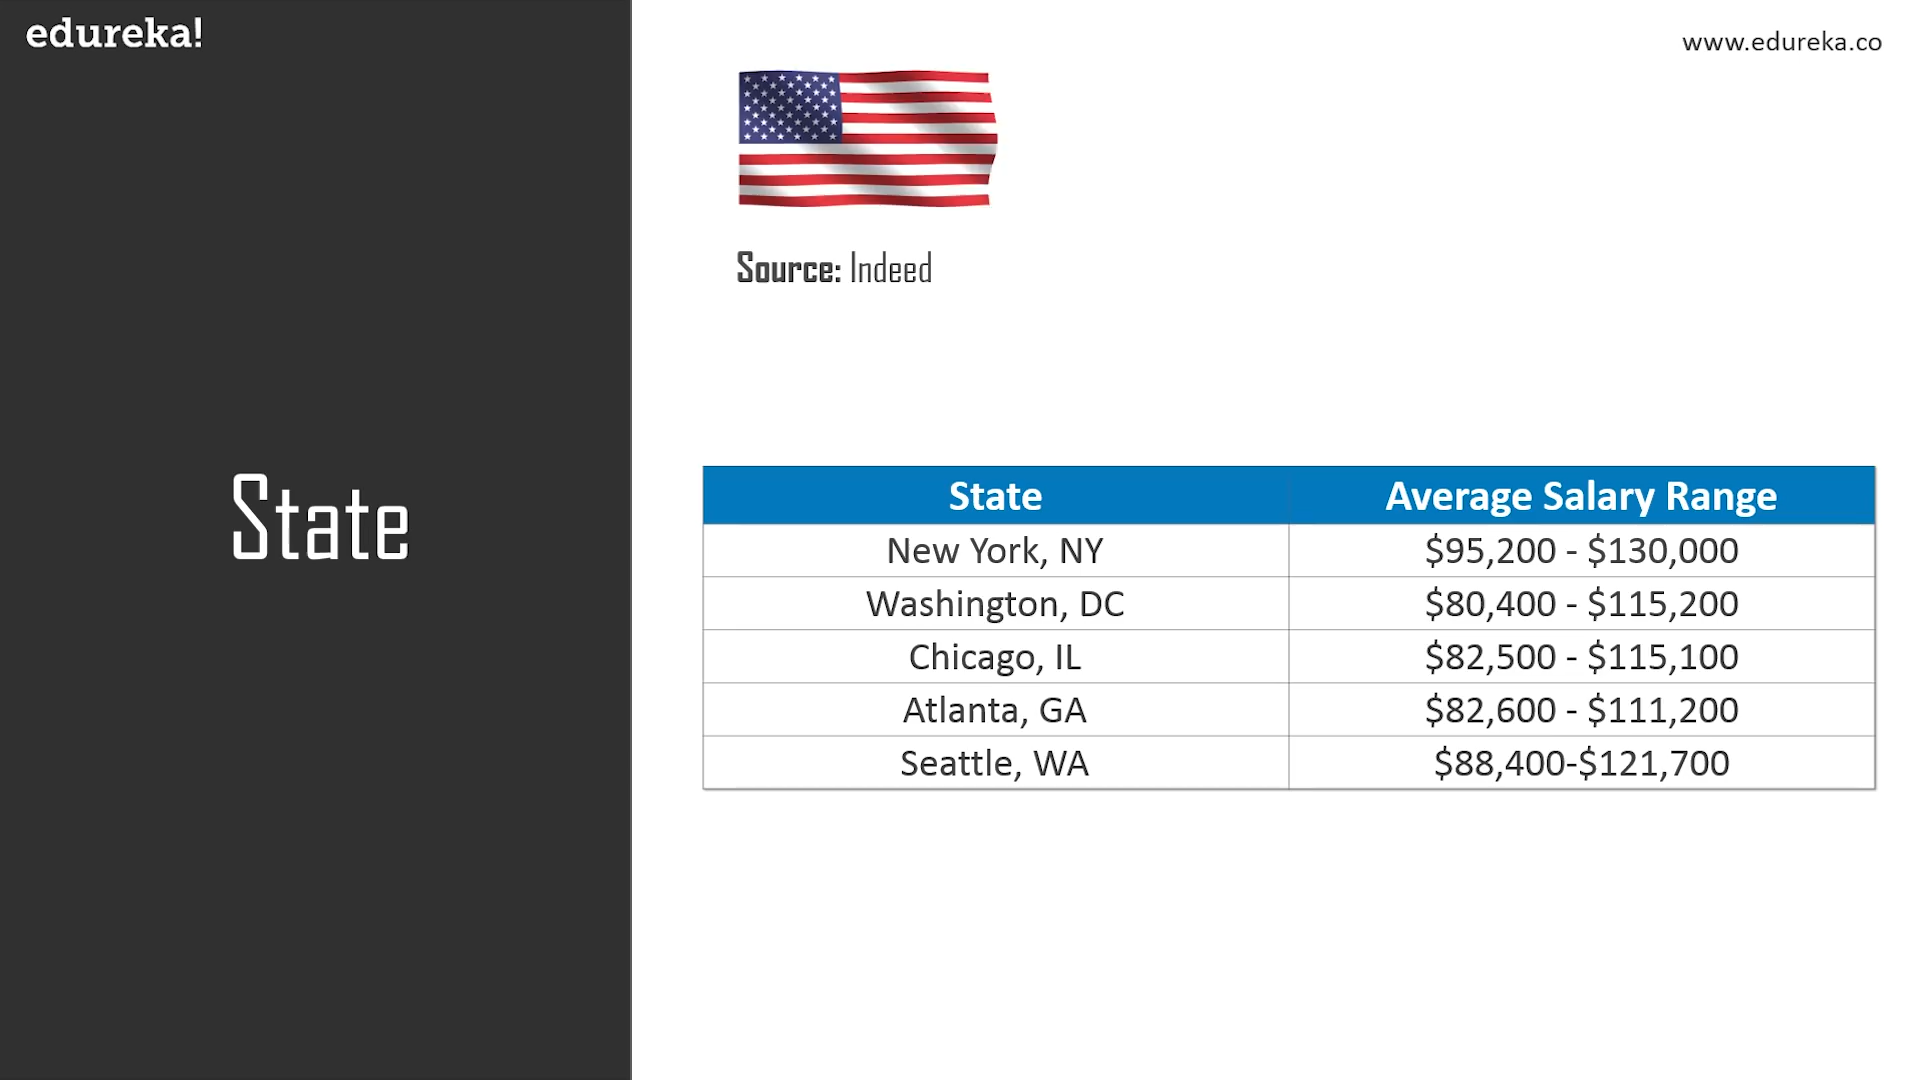 edureka!
www.edureka.co
Source: Indeed
State
State Average Salary Range
New York, NY $95,200 - $130,000
Washington, DC $80,400 - $115,200
Chicago, IL $82,500 - $115,100
Atlanta, GA $82,600 - $111,200
Seattle, WA $88,400-$121,700